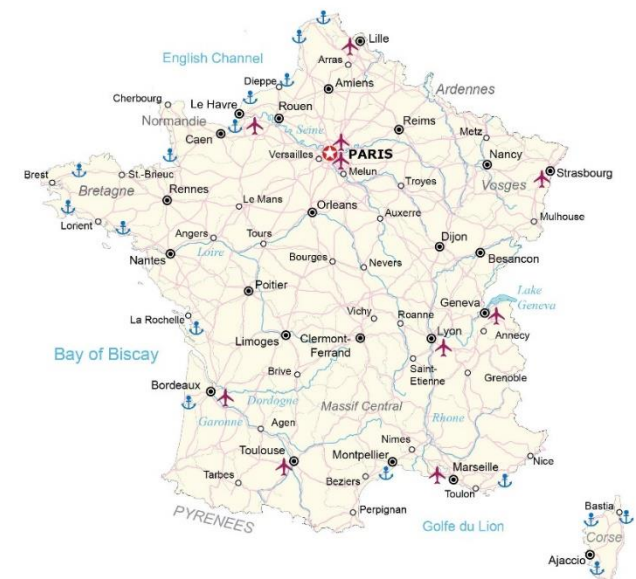 Lille
English Channel
Arras
Dieppe
Amiens
Ardennes
Cherbourg
Le Havre
Rouen
Normandie
Seine
Reims
Metz
Caen
PARIS
Versailles
Nancy
Melun
Strasbourg
Brest
St.-Brieuc
Troyes
Vosges
Bretagne
Rennes
Le Mans
Orleans
Auxerre
Mulhouse
Lorient
Angers
Tours
Dijon
Nantes
Loire
Bourges
Nevers
Besancon
Poitier
Lake
Geneva
Geneva
Vichy
Roanne
La Rochelle
Lyon
Annecy
Limoges
Clermont-
Ferrand
Bay of Biscay
Saint-
Etienne
Brive
Grenoble
Bordeaux
Dordogne
Massif Central
Garonne
Rhone
Agen
Nimes
Toulouse
Montpellier
Nice
Marseille
Tarbes
Beziers
Toulon
Bastia
PYRENEES
Perpignan
Golfe du Lion
Corse
Ajaccio